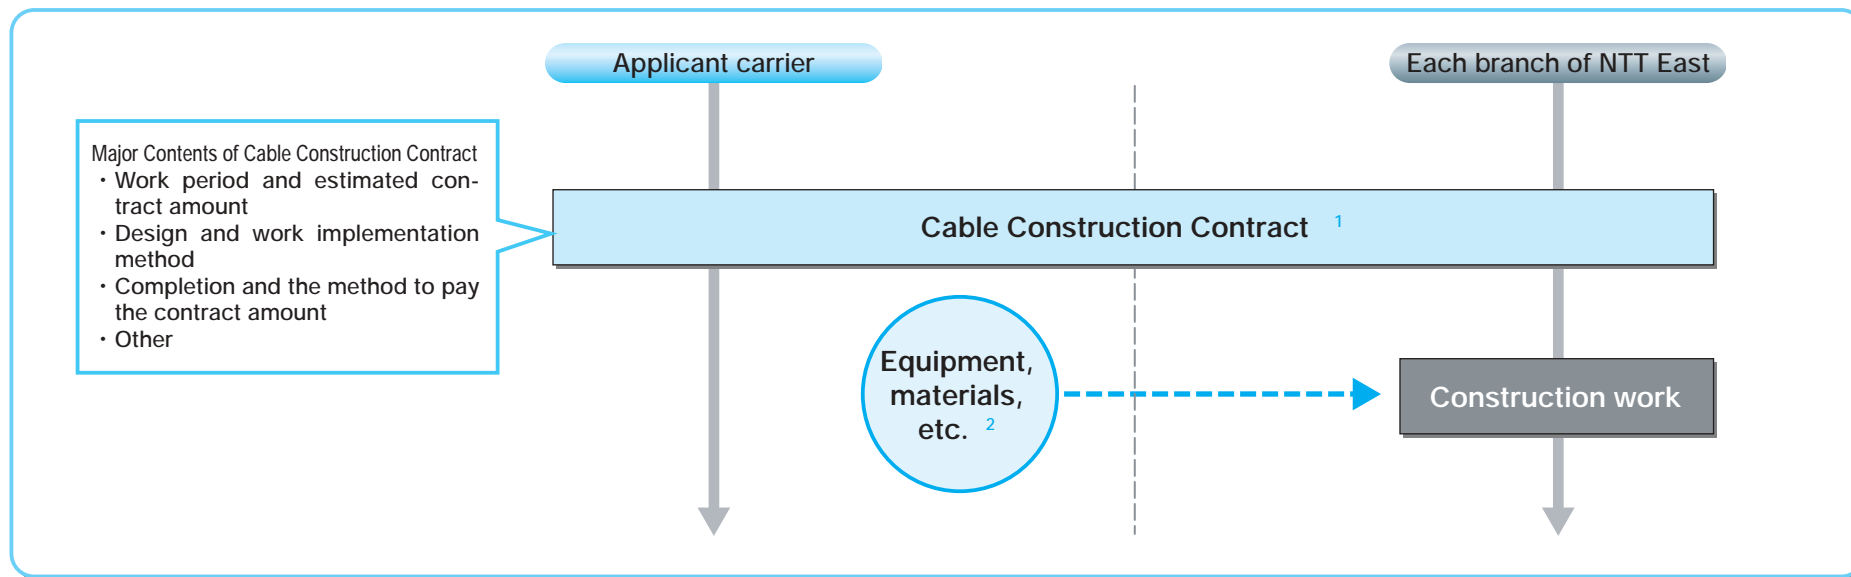 Applicant carrier
Each branch of NTT East
Major Contents of Cable Construction Contract
・Work period and estimated con-
tract amount
・Design and work implementation
method
・Completion and the method to pay
the contract amount
・Other
Cable Construction Contract 1
Equipment,
materials,
etc. 2
Construction work